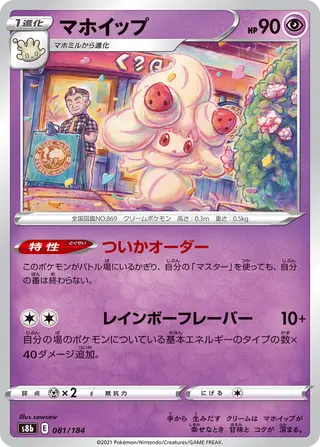 1進化
マホイップ
HP90
マホミルから進化
全国図鑑NO.869 クリームポケモン 高さ:0.3m 重さ:0.5kg
特性 とくせい ついかオーダー
このポケモンがバトル場にいるかぎり、自分の「マスター」を使っても、自分
の番は終わらない。
レインボーフレーバー 10+
自分の場のポケモンについている基本エネルギーのタイプの数×
40ダメージ追加。
弱点 ×2 抵抗力 にげる
Illus.sowsow
s8b E 081/184
手から 生みだす クリームは マホイップが
幸せなとき 甘味と コクが 深まる。
©2021 Pokémon/Nintendo/Creatures/GAME FREAK.